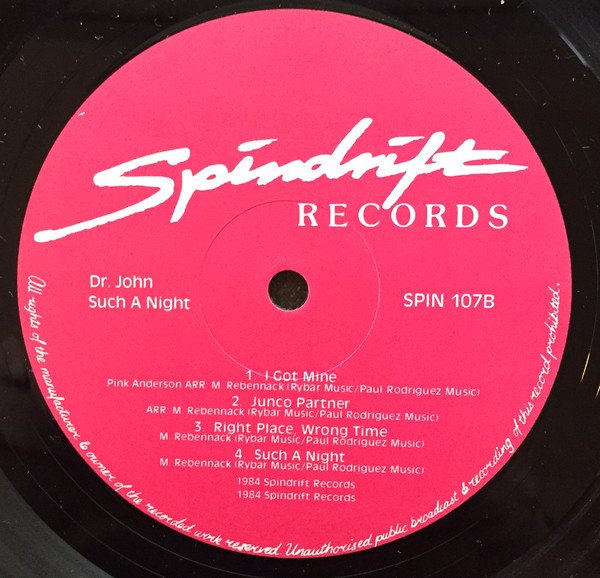 Spindrift
RECORDS
Dr. John
Such A Night
SPIN 107B
1. I Got Mine
Pink Anderson ARR: M. Rebennack (Rybar Music/Paul Rodriguez Music)
2. Junco Partner
ARR: M. Rebennack (Rybar Music/Paul Rodriguez Music)
3. Right Place, Wrong Time
M. Rebennack (Rybar Music/Paul Rodriguez Music)
4. Such A Night
M. Rebennack (Rybar Music/Paul Rodriguez Music)
1984 Spindrift Records
1984 Spindrift Records
All rights of the manufacturer & owner of the recorded work reserved. Unauthorised public broadcast & recording of this record prohibited.